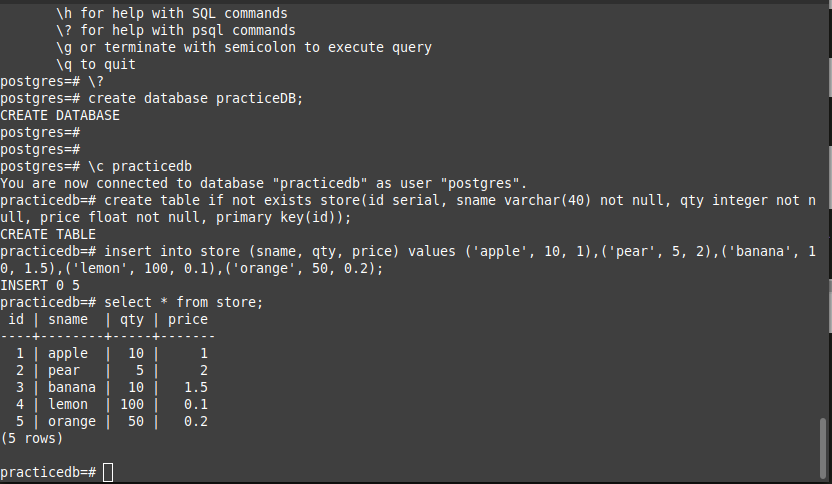 \h for help with SQL commands
       \? for help with psql commands
       \g or terminate with semicolon to execute query
       \q to quit
postgres=# \?
postgres=# create database practiceDB;
CREATE DATABASE
postgres=#
postgres=#
postgres=# \c practicedb
You are now connected to database "practicedb" as user "postgres".
practicedb=# create table if not exists store(id serial, sname varchar(40) not null, qty integer not n
ull, price float not null, primary key(id));
CREATE TABLE
practicedb=# insert into store (sname, qty, price) values ('apple', 10, 1),('pear', 5, 2),('banana', 1
0, 1.5),('lemon', 100, 0.1),('orange', 50, 0.2);
INSERT 0 5
practicedb=# select * from store;
 id | sname  | qty | price
----+--------+-----+-------
  1 | apple  |  10 |     1
  2 | pear   |   5 |     2
  3 | banana |  10 |   1.5
  4 | lemon  | 100 |   0.1
  5 | orange |  50 |   0.2
(5 rows)

practicedb=#